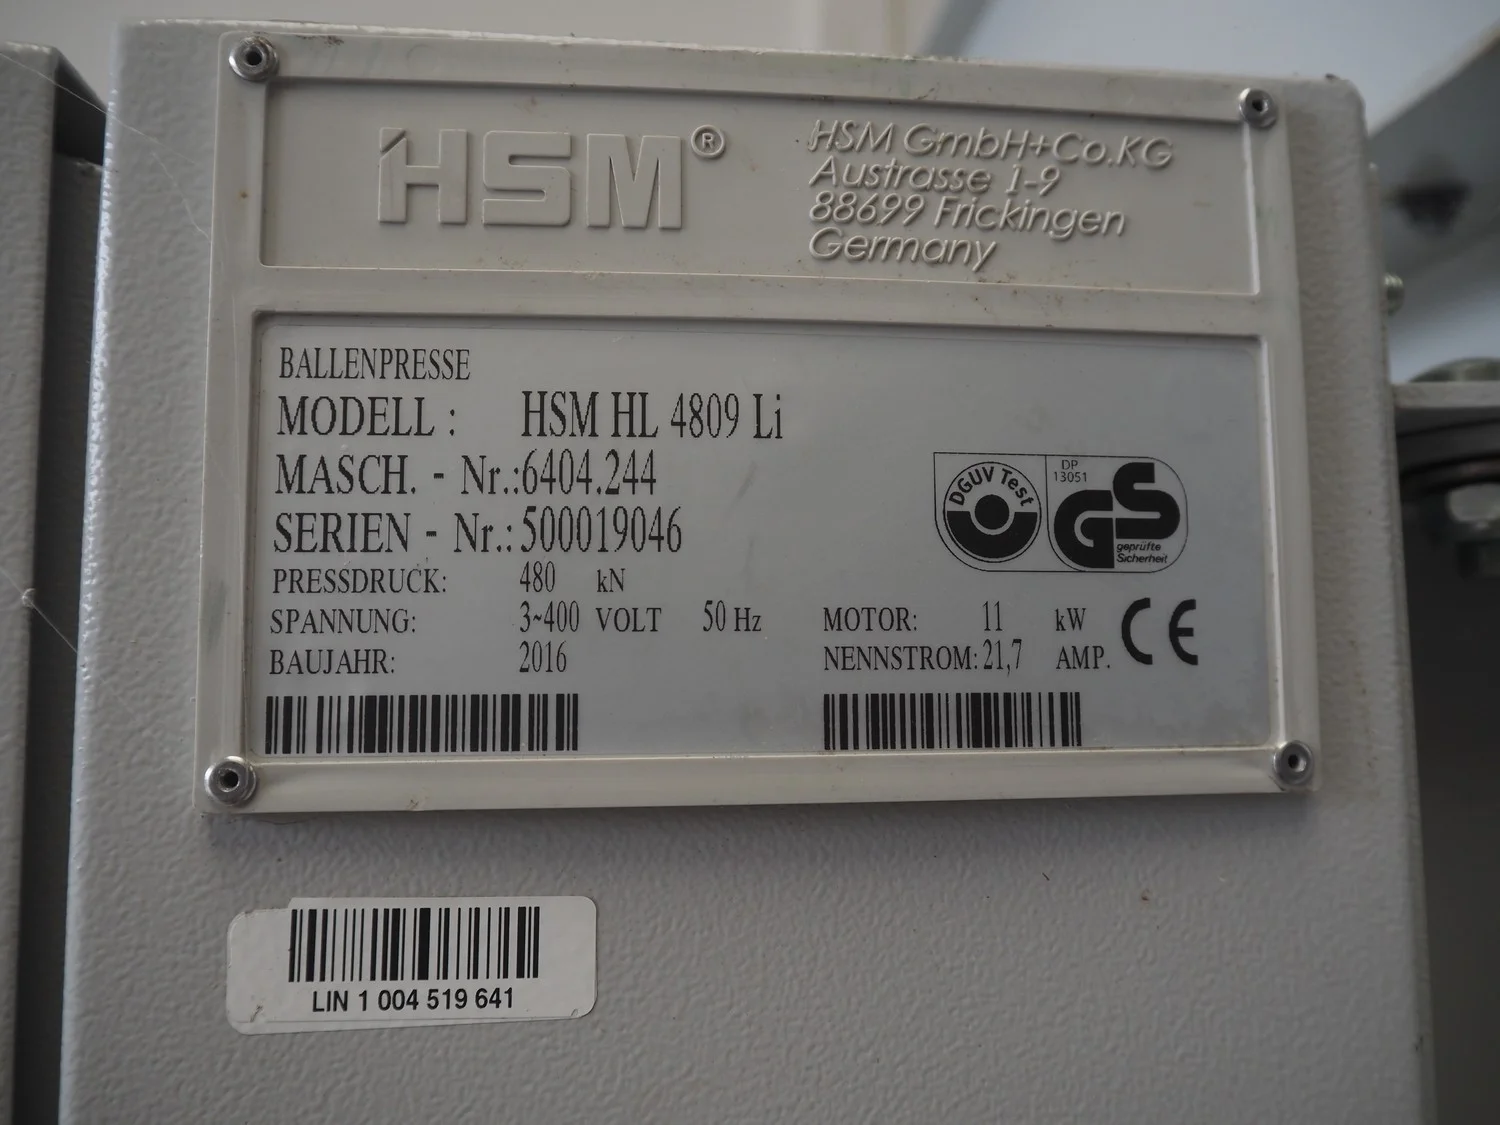 HSM®
HSM GmbH+Co.KG
Austrasse 1-9
88699 Frickingen
Germany
BALLENPRESSE
MODELL : HSM HL 4809 Li
MASCH. - Nr.:6404.244
SERIEN - Nr.:500019046
PRESSDRUCK: 480 kN
SPANNUNG: 3~400 VOLT 50 Hz
BAUJAHR: 2016
DGUV Test
DP
13051
GS
geprüfte
Sicherheit
MOTOR: 11 kW
NENNSTROM: 21,7 AMP.
CE
LIN 1 004 519 641